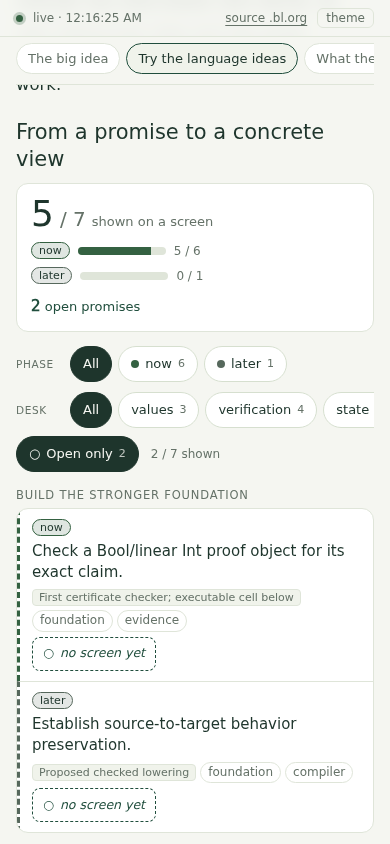 live · 12:16:25 AM
source .bl.org
theme
The big idea
Try the language ideas
What the
work.
From a promise to a concrete
view
5 / 7 shown on a screen
now 5 / 6
later 0 / 1
2 open promises
PHASE All now 6 later 1
DESK All values 3 verification 4 state
Open only 2 2 / 7 shown
BUILD THE STRONGER FOUNDATION
now
Check a Bool/linear Int proof object for its
exact claim.
First certificate checker; executable cell below
foundation evidence
no screen yet
later
Establish source-to-target behavior
preservation.
Proposed checked lowering foundation compiler
no screen yet